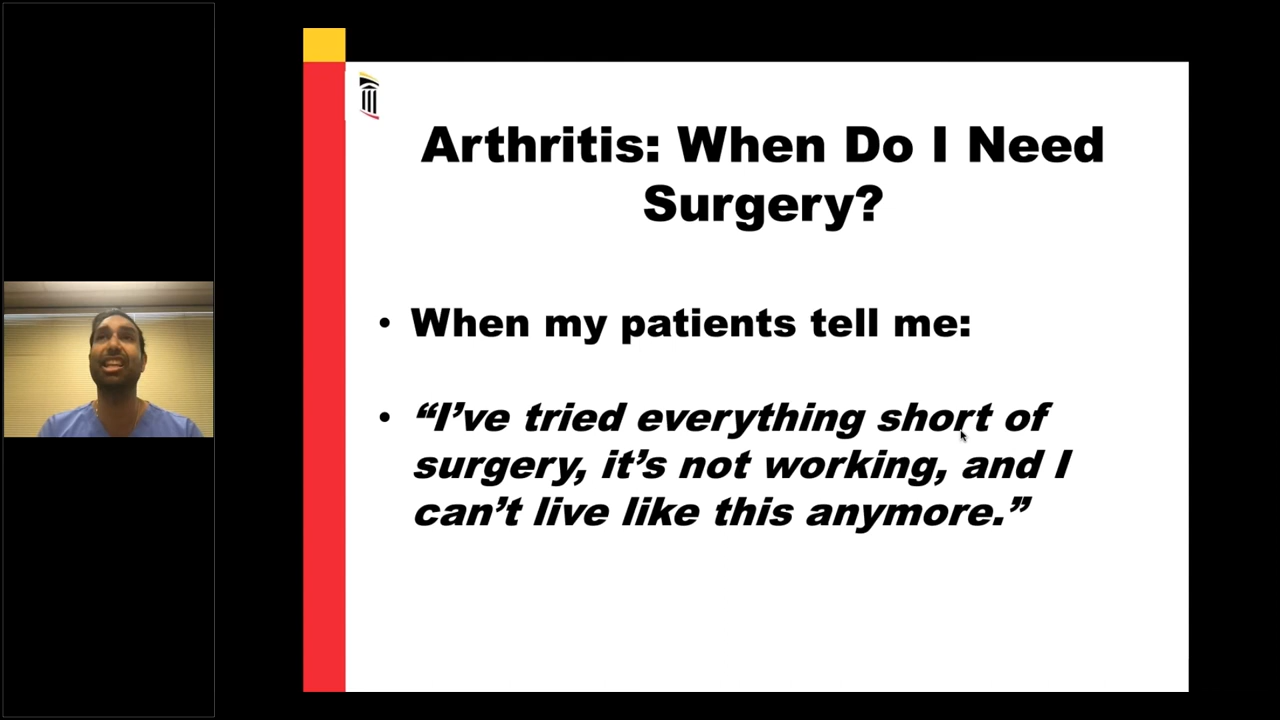 Arthritis: When Do I Need
Surgery?
• When my patients tell me:
• “I’ve tried everything short of
surgery, it’s not working, and I
can’t live like this anymore.”